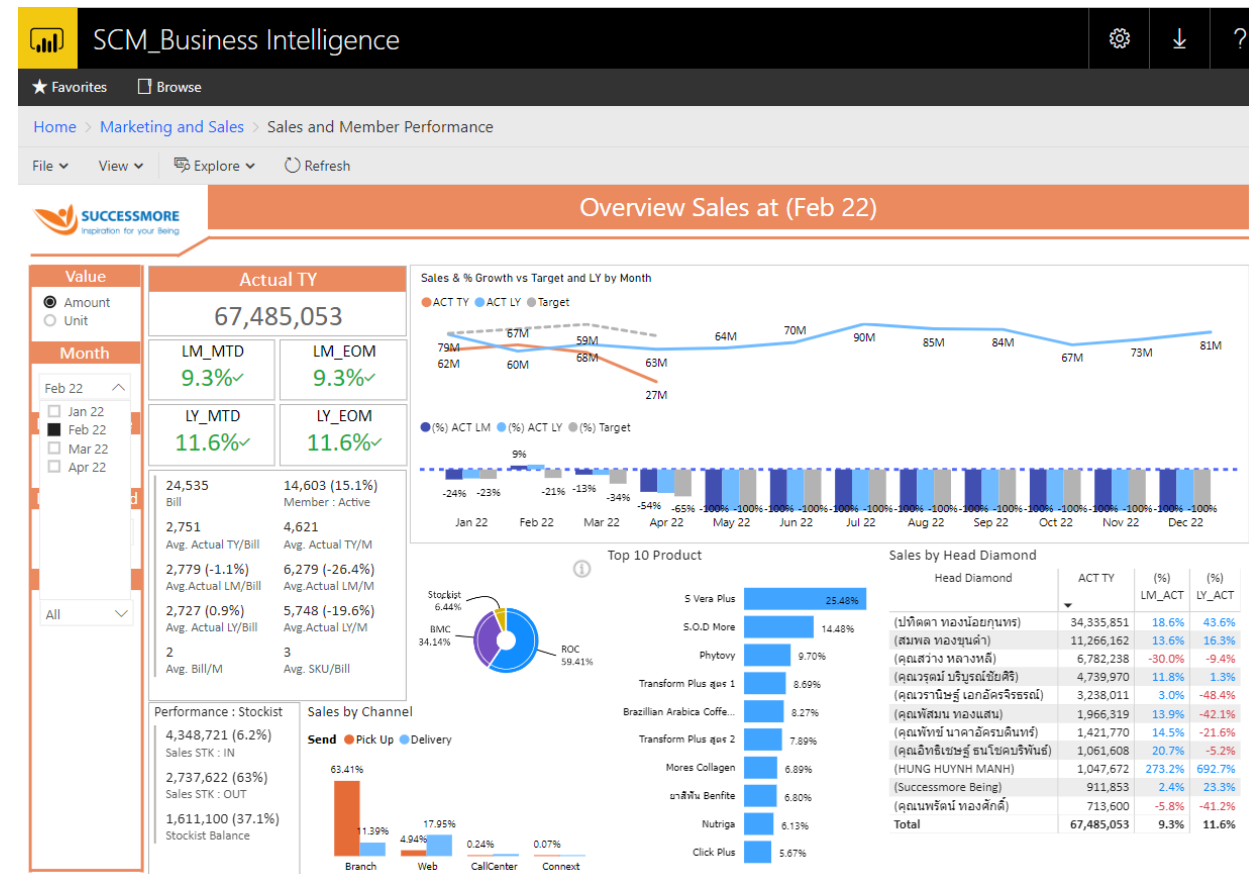 SCM_Business Intelligence
?
Favorites Browse
Home > Marketing and Sales > Sales and Member Performance
File View Explore Refresh
SUCCESSMORE
Inspiration for your Being
Overview Sales at (Feb 22)
Value
Amount
Unit
Month
Feb 22
Jan 22
Feb 22
Mar 22
Apr 22
All
Actual TY
67,485,053
LM_MTD LM_EOM
9.3% 9.3%
LY_MTD LY_EOM
11.6% 11.6%
24,535 14,603 (15.1%)
Bill Member : Active
2,751 4,621
Avg. Actual TY/Bill Avg. Actual TY/M
2,779 (-1.1%) 6,279 (-26.4%)
Avg.Actual LM/Bill Avg.Actual LM/M
2,727 (0.9%) 5,748 (-19.6%)
Avg. Actual LY/Bill Avg.Actual LY/M
2 3
Avg. Bill/M Avg. SKU/Bill
Sales & % Growth vs Target and LY by Month
ACT TY ACT LY Target
79M 67M 59M 64M 70M 90M 85M 84M 67M 73M 81M
62M 60M 68M 63M
27M
(%) ACT LM (%) ACT LY (%) Target
9%
-24% -23% -21% -13% -34% -54% -65% -100% -100% -100% -100% -100% -100% -100% -100% -100% -100% -100% -100% -100% -100% -100% -100%
Jan 22 Feb 22 Mar 22 Apr 22 May 22 Jun 22 Jul 22 Aug 22 Sep 22 Oct 22 Nov 22 Dec 22
Performance : Stockist
4,348,721 (6.2%)
Sales STK : IN
2,737,622 (63%)
Sales STK : OUT
1,611,100 (37.1%)
Stockist Balance
Stockist
6.44%
BMC
34.14%
ROC
59.41%
Sales by Channel
Send Pick Up Delivery
63.41%
11.39% 4.94% 17.95% 0.24% 0.07%
Branch Web CallCenter Connext
Top 10 Product
S Vera Plus 25.48%
S.O.D More 14.48%
Phytovy 9.70%
Transform Plus สูตร 1 8.69%
Brazillian Arabica Coffe... 8.27%
Transform Plus สูตร 2 7.89%
Mores Collagen 6.89%
ยาสีฟัน Benfite 6.80%
Nutriga 6.13%
Click Plus 5.67%
Sales by Head Diamond
Head Diamond ACT TY (%) LM_ACT (%) LY_ACT
(ปทิตตา ทองน้อยกุนทร) 34,335,851 18.6% 43.6%
(สมพล ทองขุนดำ) 11,266,162 13.6% 16.3%
(คุณสว่าง หลางหลี) 6,782,238 -30.0% -9.4%
(คุณวรุตม์ บริบูรณ์ชัยศิริ) 4,739,970 11.8% 1.3%
(คุณวรานิษฐ์ เอกอัครจิรธรณ์) 3,238,011 3.0% -48.4%
(คุณพัสมน ทองแสน) 1,966,319 13.9% -42.1%
(คุณพัทช์ นาคาอัครบดินทร์) 1,421,770 14.5% -21.6%
(คุณอิทธิเชษฐ์ ธนโชคบริพันธ์) 1,061,608 20.7% -5.2%
(HUNG HUYNH MANH) 1,047,672 273.2% 692.7%
(Successmore Being) 911,853 2.4% 23.3%
(คุณนพรัตน์ ทองศักดิ์) 713,600 -5.8% -41.2%
Total 67,485,053 9.3% 11.6%